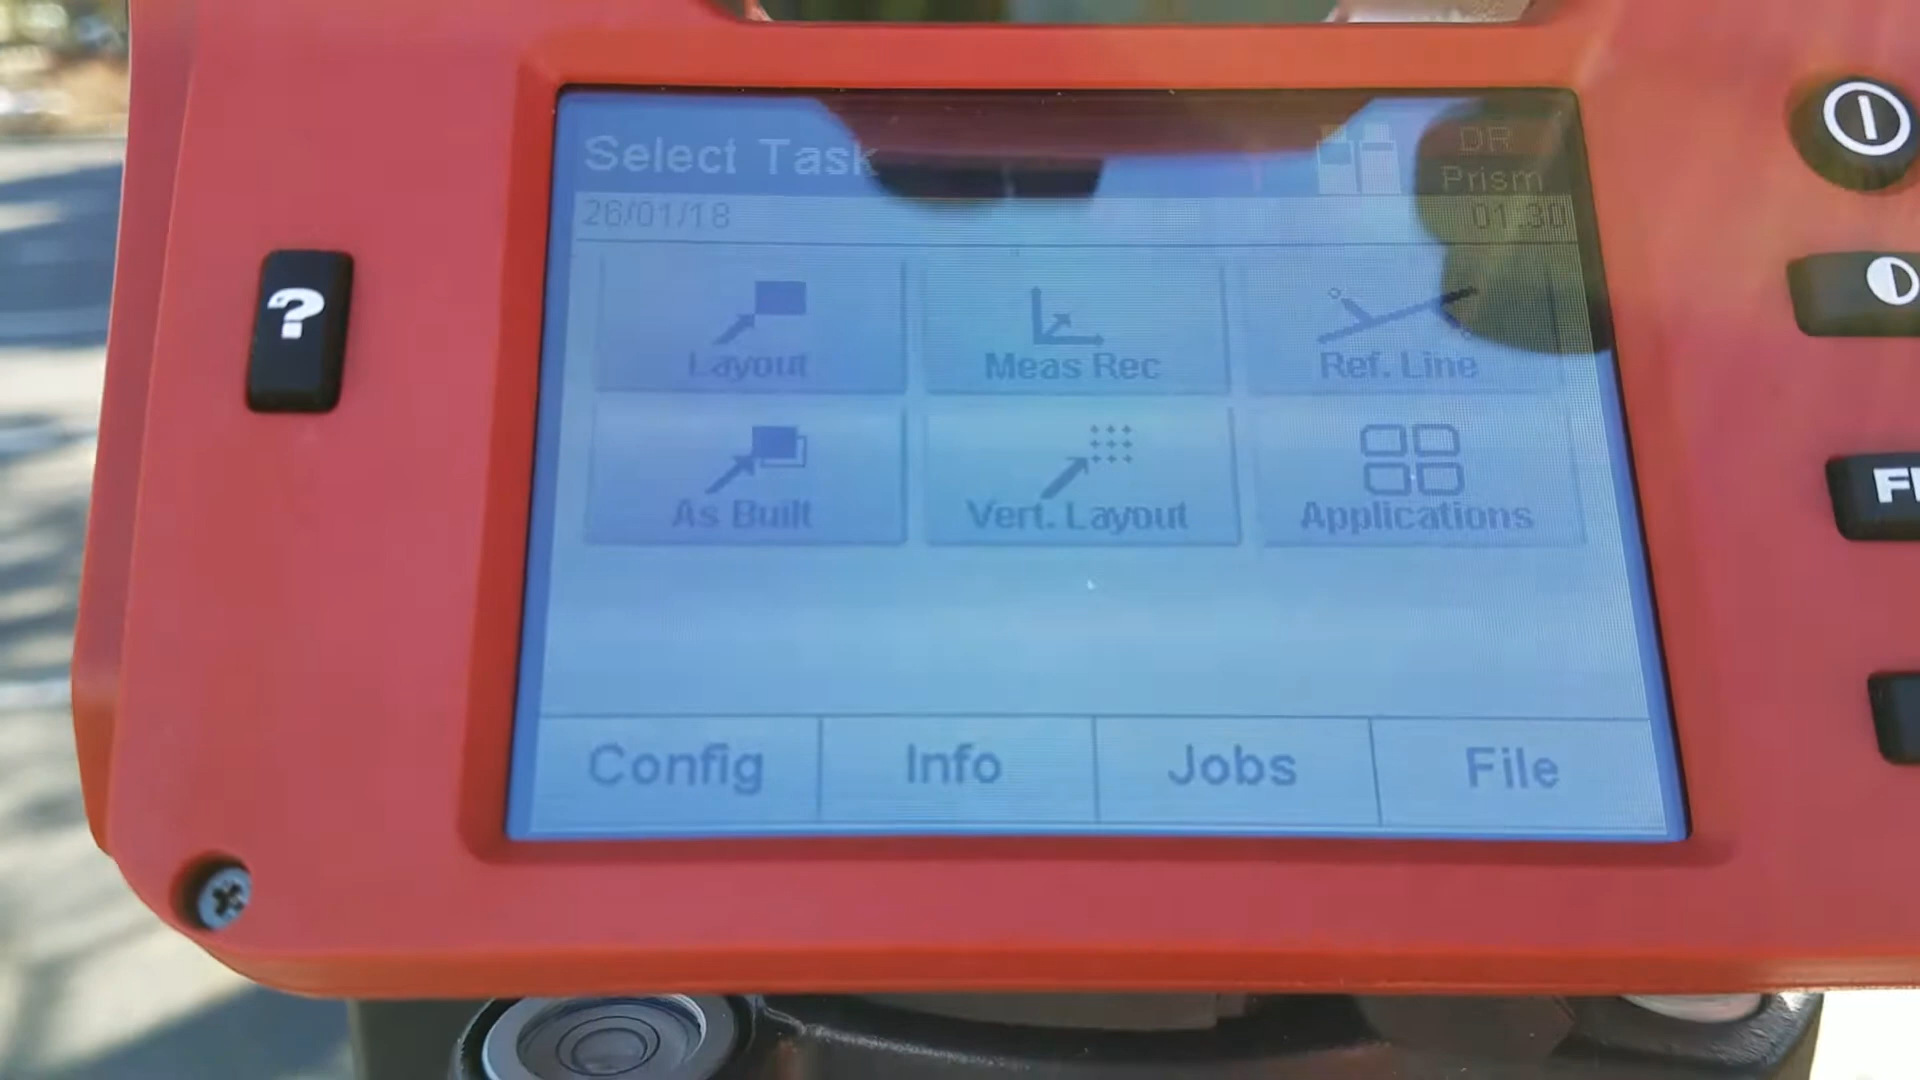 Select Task
DR
Prism
26/01/18
01:30
?
Layout
Meas Rec
Ref. Line
As Built
Vert. Layout
Applications
Config
Info
Jobs
File